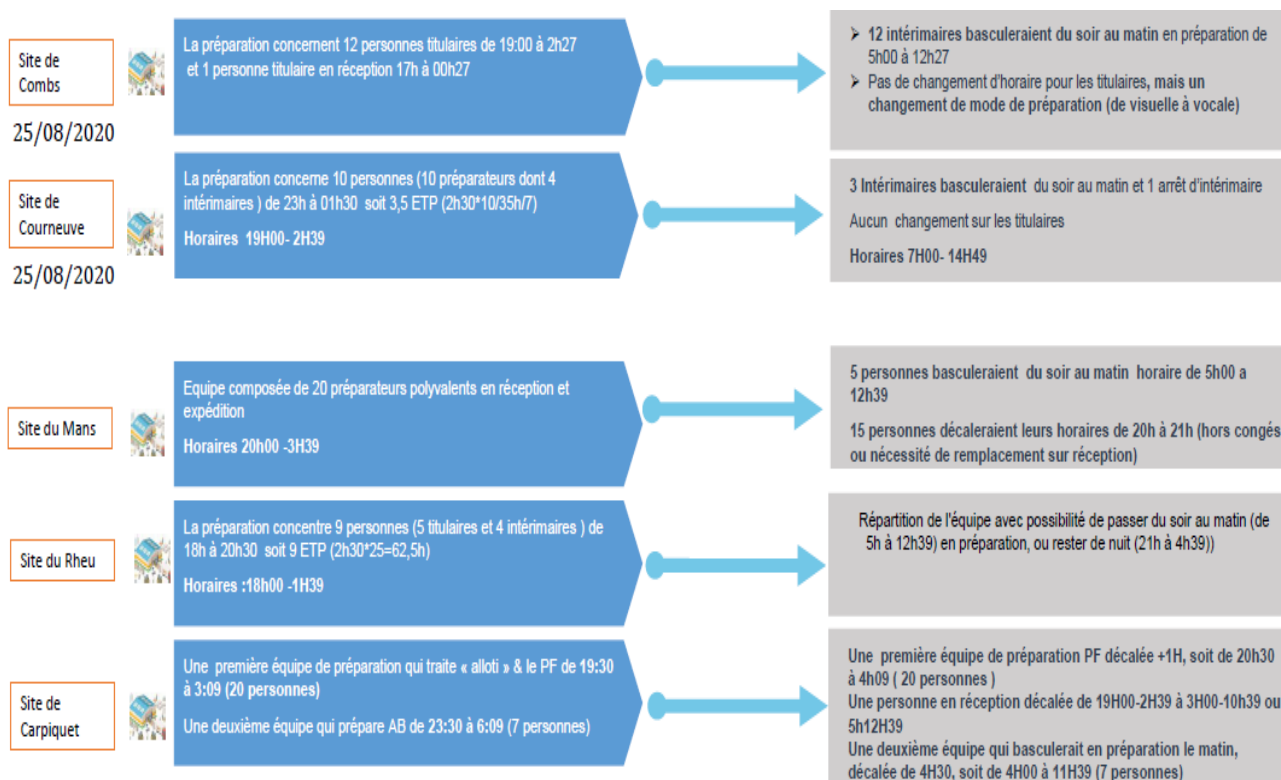 Site de
Combs
25/08/2020
La préparation concernent 12 personnes titulaires de 19:00 à 2h27
et 1 personne titulaire en réception 17h à 00h27
➢ 12 intérimaires basculeraient du soir au matin en préparation de
5h00 à 12h27
➢ Pas de changement d'horaire pour les titulaires, mais un
changement de mode de préparation (de visuelle à vocale)
Site de
Courneuve
25/08/2020
La préparation concerne 10 personnes (10 préparateurs dont 4
intérimaires ) de 23h à 01h30 soit 3,5 ETP (2h30*10/35h/7)
Horaires 19H00- 2H39
3 Intérimaires basculeraient du soir au matin et 1 arrêt d'intérimaire
Aucun changement sur les titulaires
Horaires 7H00- 14H49
Site du Mans
Equipe composée de 20 préparateurs polyvalents en réception et
expédition
Horaires 20h00 -3H39
5 personnes basculeraient du soir au matin horaire de 5h00 a
12h39
15 personnes décaleraient leurs horaires de 20h à 21h (hors congés
ou nécessité de remplacement sur réception)
Site du Rheu
La préparation concentre 9 personnes (5 titulaires et 4 intérimaires ) de
18h à 20h30 soit 9 ETP (2h30*25=62,5h)
Horaires :18h00 -1H39
Répartition de l'équipe avec possibilité de passer du soir au matin (de
5h à 12h39) en préparation, ou rester de nuit (21h à 4h39))
Site de
Carpiquet
Une première équipe de préparation qui traite « alloti » & le PF de 19:30
à 3:09 (20 personnes)
Une deuxième équipe qui prépare AB de 23:30 à 6:09 (7 personnes)
Une première équipe de préparation PF décalée +1H, soit de 20h30
à 4h09 ( 20 personnes )
Une personne en réception décalée de 19H00-2H39 à 3H00-10h39 ou
5h12H39
Une deuxième équipe qui basculerait en préparation le matin,
décalée de 4H30, soit de 4H00 à 11H39 (7 personnes)